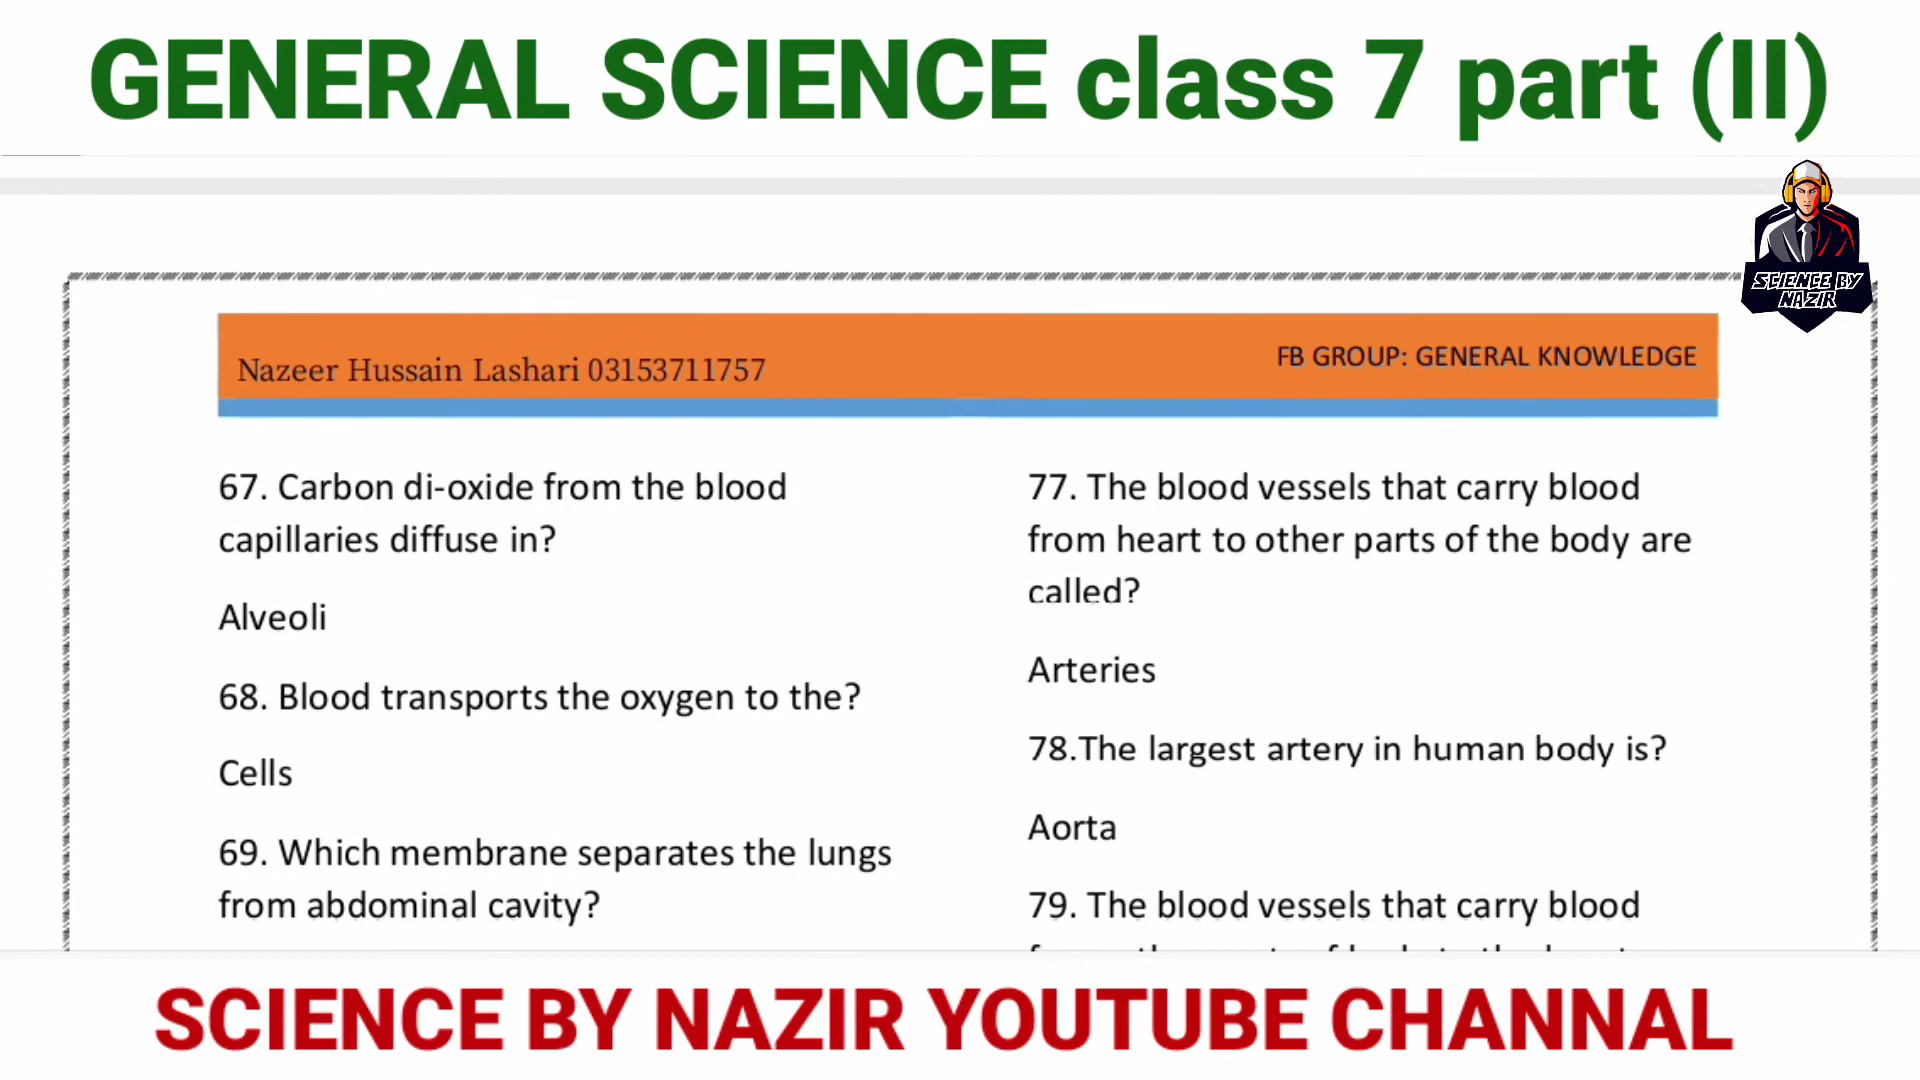 GENERAL SCIENCE class 7 part (II)
SCIENCE BY
NAZIR
Nazeer Hussain Lashari 03153711757
FB GROUP: GENERAL KNOWLEDGE
67. Carbon di-oxide from the blood
capillaries diffuse in?
Alveoli
68. Blood transports the oxygen to the?
Cells
69. Which membrane separates the lungs
from abdominal cavity?
77. The blood vessels that carry blood
from heart to other parts of the body are
called?
Arteries
78.The largest artery in human body is?
Aorta
79. The blood vessels that carry blood
SCIENCE BY NAZIR YOUTUBE CHANNAL